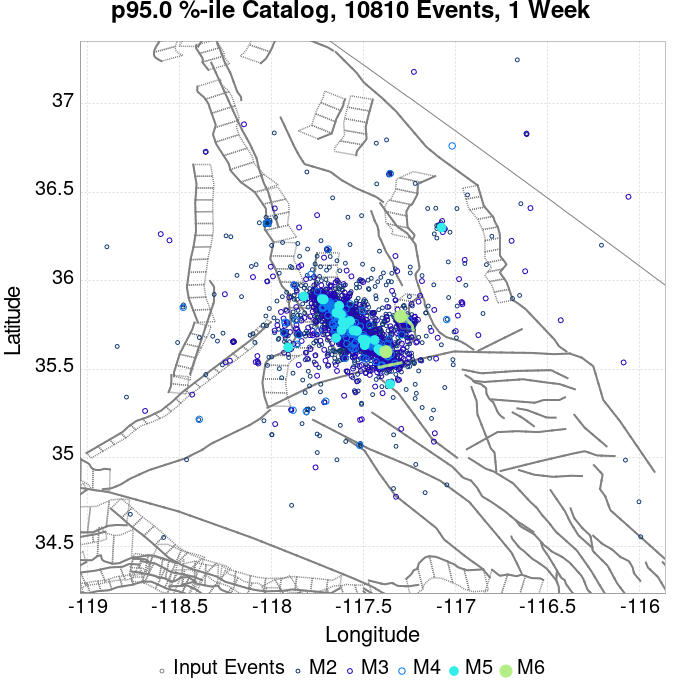 p95.0 %-ile Catalog, 10810 Events, 1 Week
37
36.5
36
35.5
35
34.5
Latitude
-119
-118.5
-118
-117.5
-117
-116.5
-116
Longitude
Input Events
M2
M3
M4
M5
M6